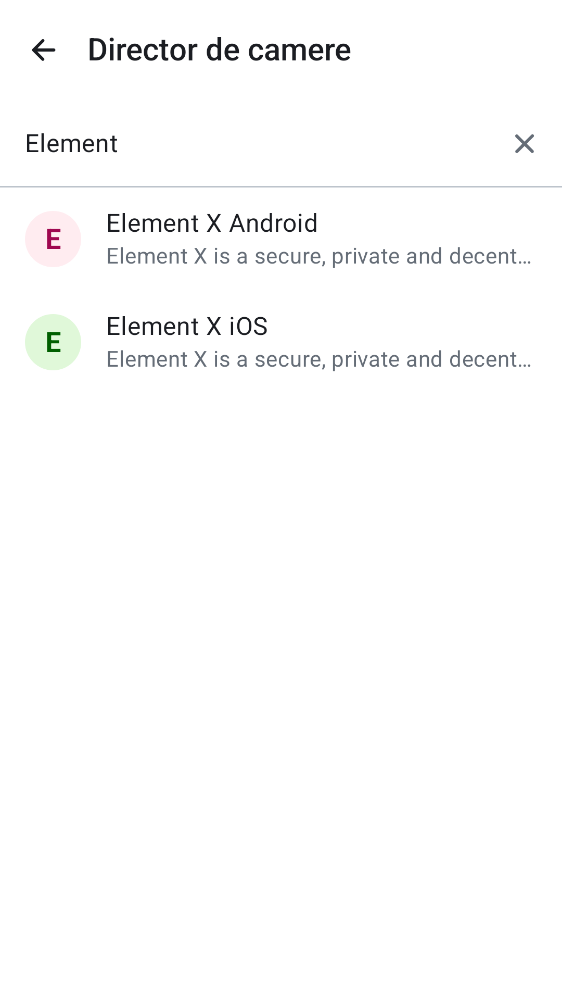 Director de camere
Element
E
Element X Android
Element X is a secure, private and decent…
E
Element X iOS
Element X is a secure, private and decent…